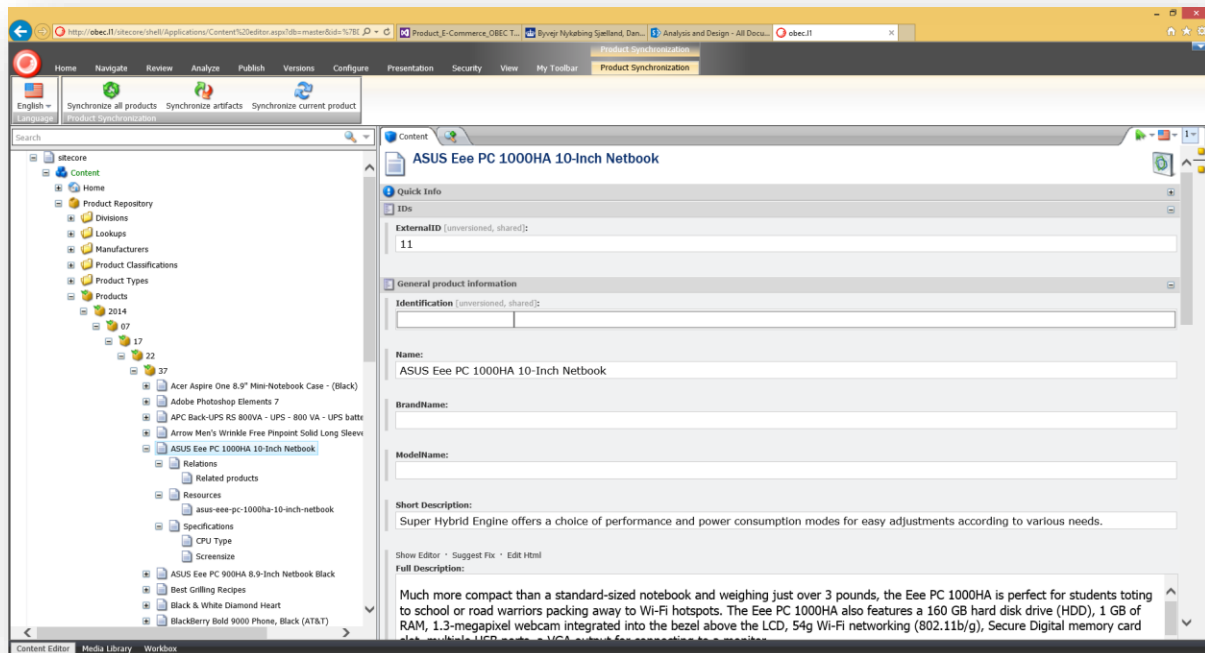 http://obec.l1/sitecore/shell/Applications/Content%20editor.aspx?db=master&id=%7BI
Product_E-Commerce_OBEC T...
Byvejr Nykøbing Sjælland, Dan...
Analysis and Design - All Docu...
obec.l1
Product Synchronization
Home Navigate Review Analyze Publish Versions Configure Presentation Security View My Toolbar Product Synchronization
English
Synchronize all products Synchronize artifacts Synchronize current product
Language Product Synchronization
Search
Content
1
sitecore
Content
Home
Product Repository
Divisions
Lookups
Manufacturers
Product Classifications
Product Types
Products
2014
07
17
22
37
Acer Aspire One 8.9" Mini-Notebook Case - (Black)
Adobe Photoshop Elements 7
APC Back-UPS RS 800VA - UPS - 800 VA - UPS batte
Arrow Men's Wrinkle Free Pinpoint Solid Long Sleeve
ASUS Eee PC 1000HA 10-Inch Netbook
Relations
Related products
Resources
asus-eee-pc-1000ha-10-inch-netbook
Specifications
CPU Type
Screensize
ASUS Eee PC 900HA 8.9-Inch Netbook Black
Best Grilling Recipes
Black & White Diamond Heart
BlackBerry Bold 9000 Phone, Black (AT&T)
ASUS Eee PC 1000HA 10-Inch Netbook
Quick Info
IDs
ExternalID [unversioned, shared]:
11
General product information
Identification [unversioned, shared]:
Name:
ASUS Eee PC 1000HA 10-Inch Netbook
BrandName:
ModelName:
Short Description:
Super Hybrid Engine offers a choice of performance and power consumption modes for easy adjustments according to various needs.
Show Editor · Suggest Fix · Edit Html
Full Description:
Much more compact than a standard-sized notebook and weighing just over 3 pounds, the Eee PC 1000HA is perfect for students toting
to school or road warriors packing away to Wi-Fi hotspots. The Eee PC 1000HA also features a 160 GB hard disk drive (HDD), 1 GB of
RAM, 1.3-megapixel webcam integrated into the bezel above the LCD, 54g Wi-Fi networking (802.11b/g), Secure Digital memory card
slot, multiple USB ports, a VGA output for connecting to a monitor
Content Editor Media Library Workbox